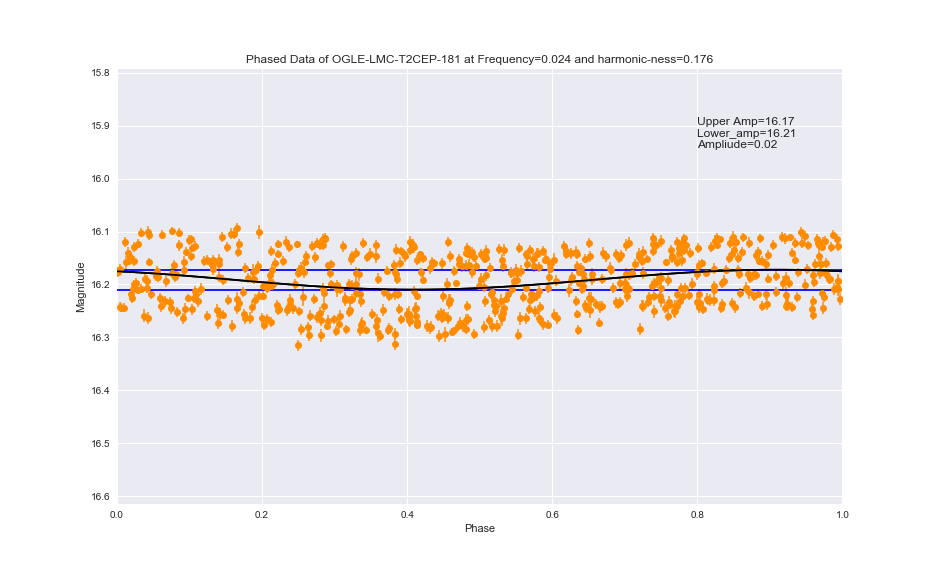 Phased Data of OGLE-LMC-T2CEP-181 at Frequency=0.024 and harmonic-ness=0.176
15.8
15.9
16.0
16.1
16.2
16.3
16.4
16.5
16.6
Magnitude
Upper Amp=16.17
Lower_amp=16.21
Ampliude=0.02
0.0
0.2
0.4
0.6
0.8
1.0
Phase